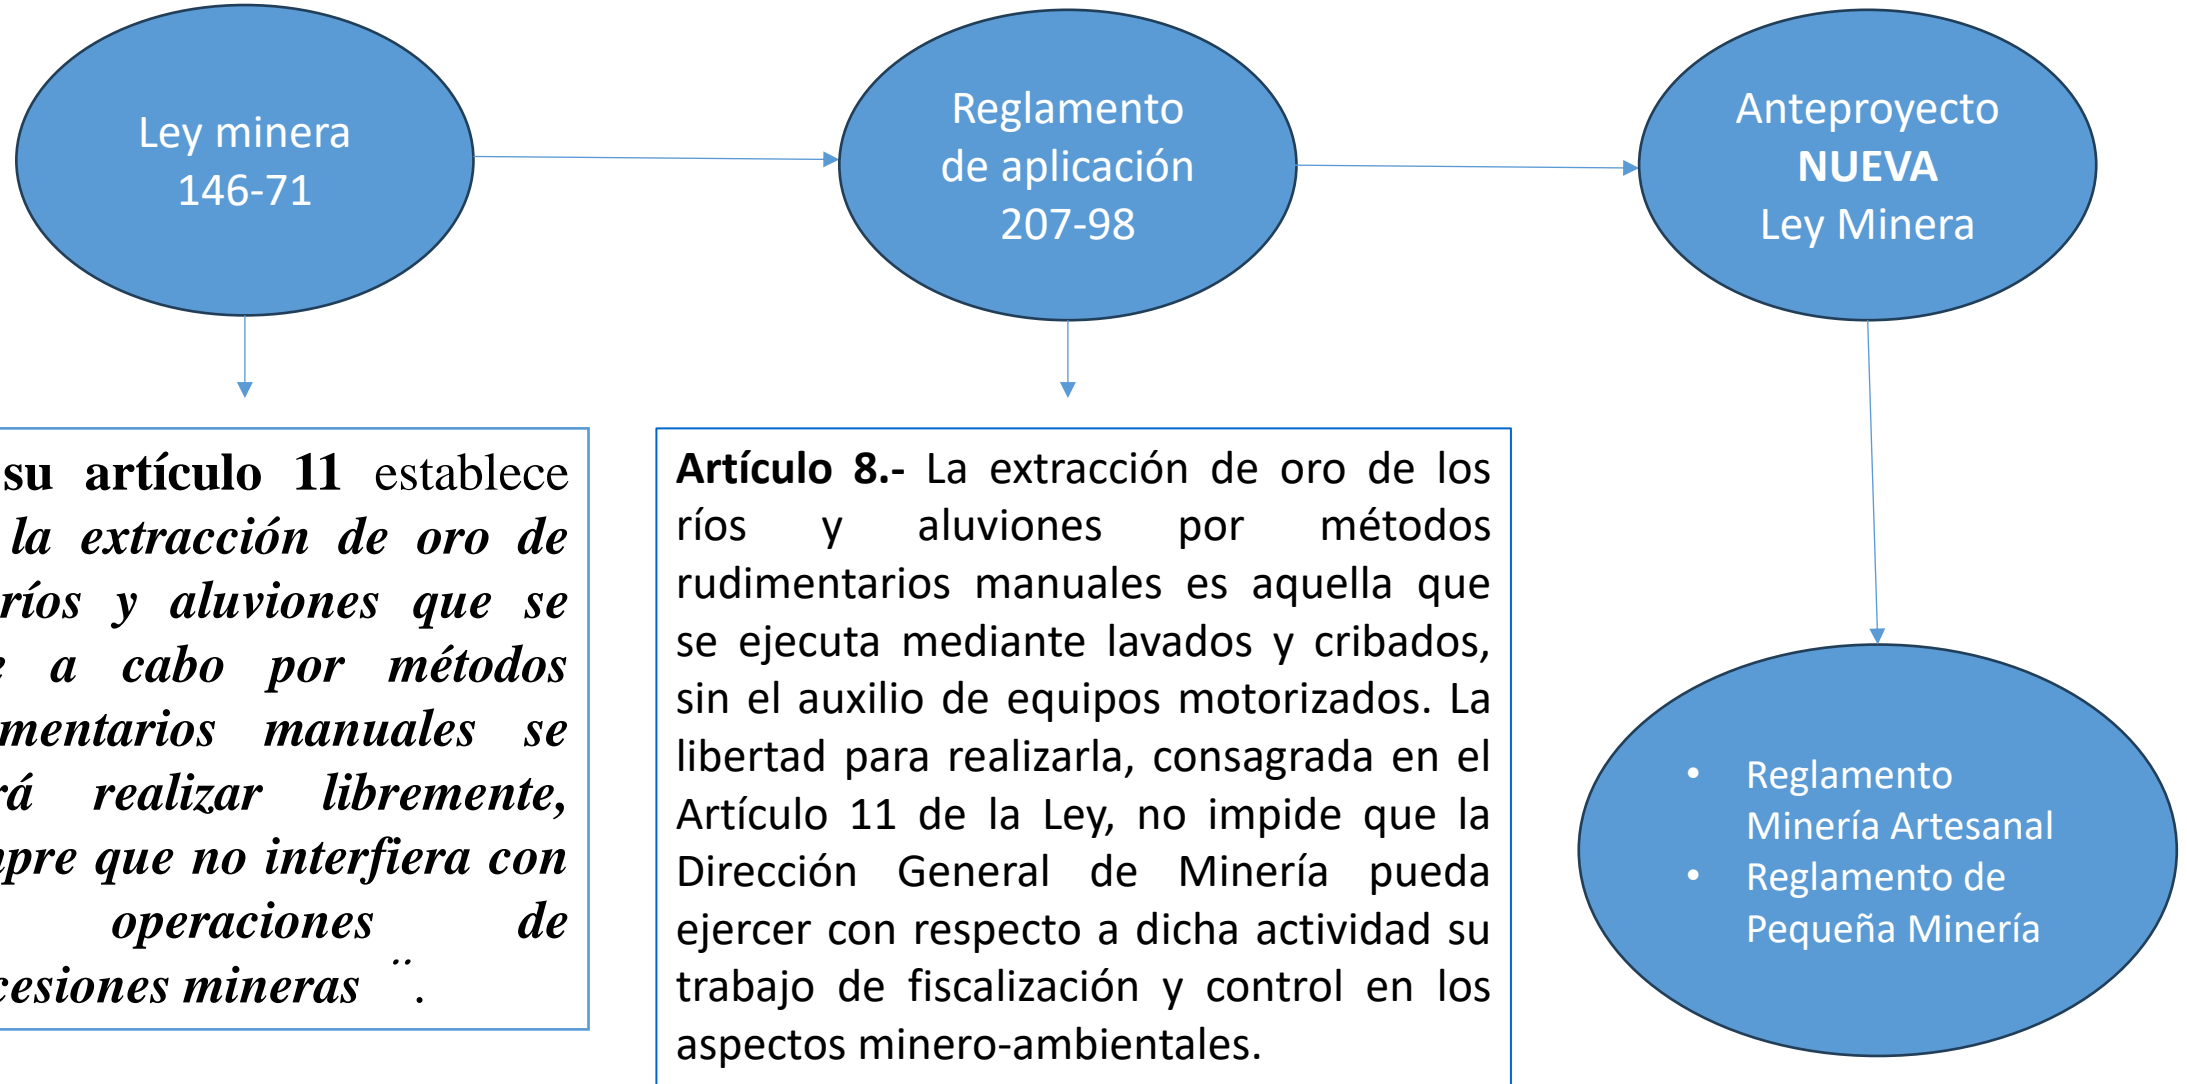 Ley minera
146-71
Reglamento
de aplicación
207-98
Anteproyecto
NUEVA
Ley Minera
su artículo 11 establece
la extracción de oro de
ríos y aluviones que se
a cabo por métodos
manuales se
realizar libremente,
que no interfiera con
operaciones de
mineras ¨.
Artículo 8.- La extracción de oro de los
ríos y aluviones por métodos
rudimentarios manuales es aquella que
se ejecuta mediante lavados y cribados,
sin el auxilio de equipos motorizados. La
libertad para realizarla, consagrada en el
Artículo 11 de la Ley, no impide que la
Dirección General de Minería pueda
ejercer con respecto a dicha actividad su
trabajo de fiscalización y control en los
aspectos minero-ambientales.
• Reglamento
Minería Artesanal
• Reglamento de
Pequeña Minería